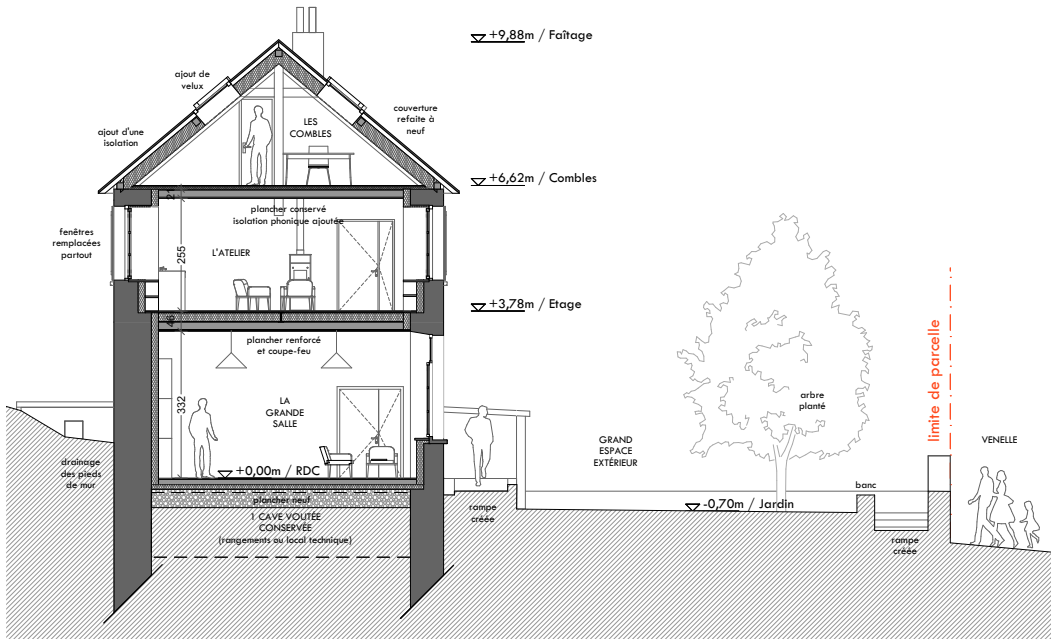 +9,88m / Faîtage
ajout de
velux
LES
COMBLES
couverture
refaite à
neuf
ajout d'une
isolation
+6,62m / Combles
21
plancher conservé
isolation phonique ajoutée
fenêtres
remplacées
partout
L'ATELIER
255
+3,78m / Etage
46
plancher renforcé
et coupe-feu
limite de parcelle
332
LA
GRANDE
SALLE
arbre
planté
GRAND
ESPACE
EXTÉRIEUR
VENELLE
drainage
des pieds
de mur
+0,00m / RDC
banc
plancher neuf
rampe
créée
-0,70m / Jardin
1 CAVE VOUTÉE
CONSERVÉE
(rangements ou local technique)
rampe
créée